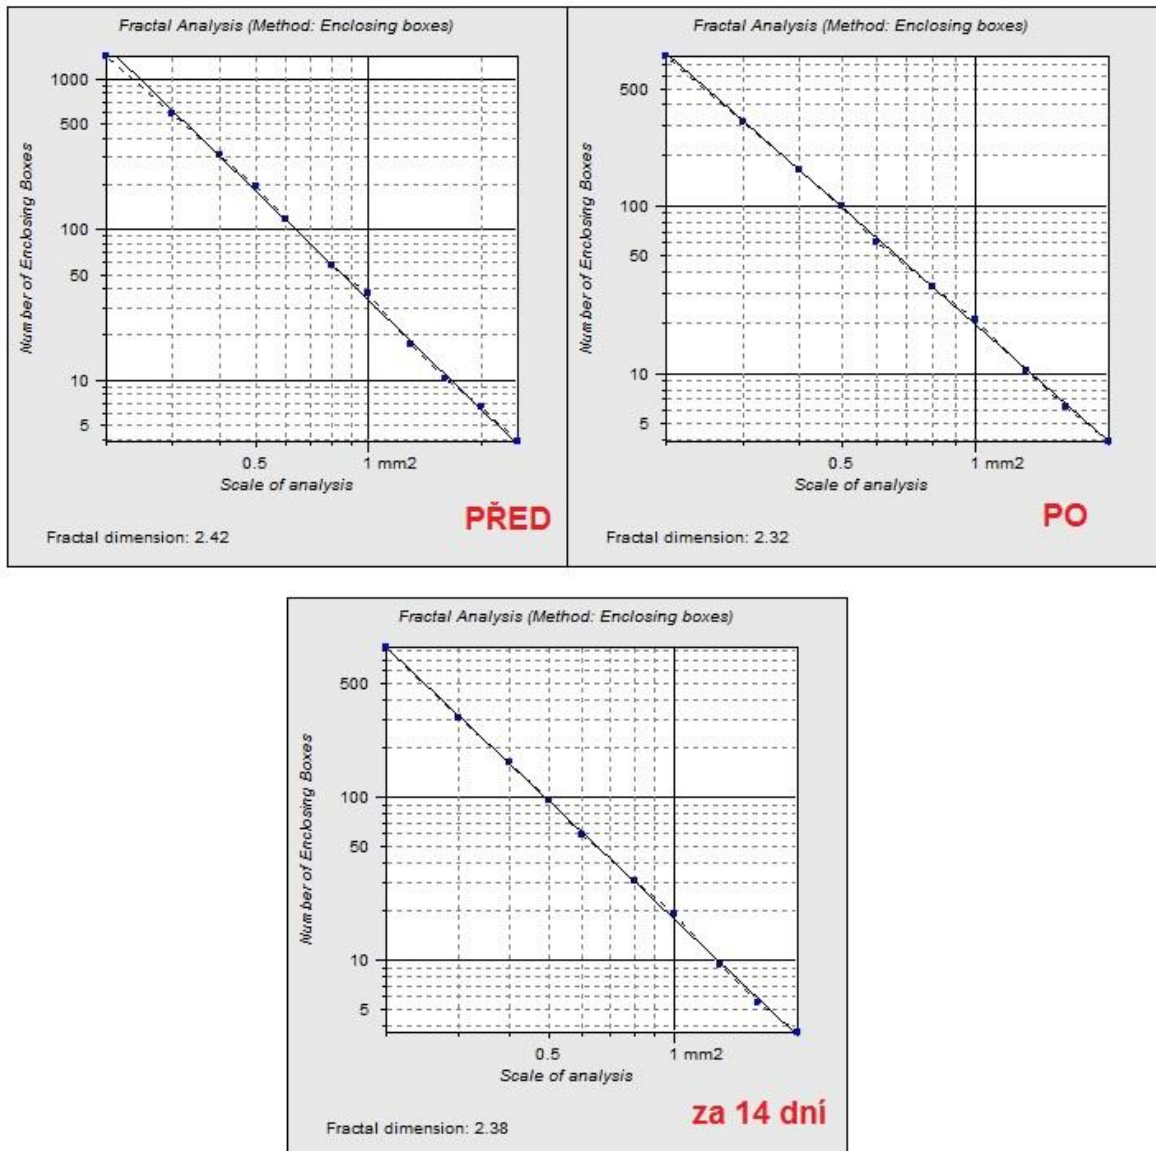 Fractal Analysis (Method: Enclosing boxes)
1000
500
100
50
10
5
Number of Enclosing Boxes
0.5
1 mm2
Scale of analysis
PŘED
Fractal dimension: 2.42
Fractal Analysis (Method: Enclosing boxes)
500
100
50
10
5
Number of Enclosing Boxes
0.5
1 mm2
Scale of analysis
PO
Fractal dimension: 2.32
Fractal Analysis (Method: Enclosing boxes)
500
100
50
10
5
Number of Enclosing Boxes
0.5
1 mm2
Scale of analysis
za 14 dní
Fractal dimension: 2.38